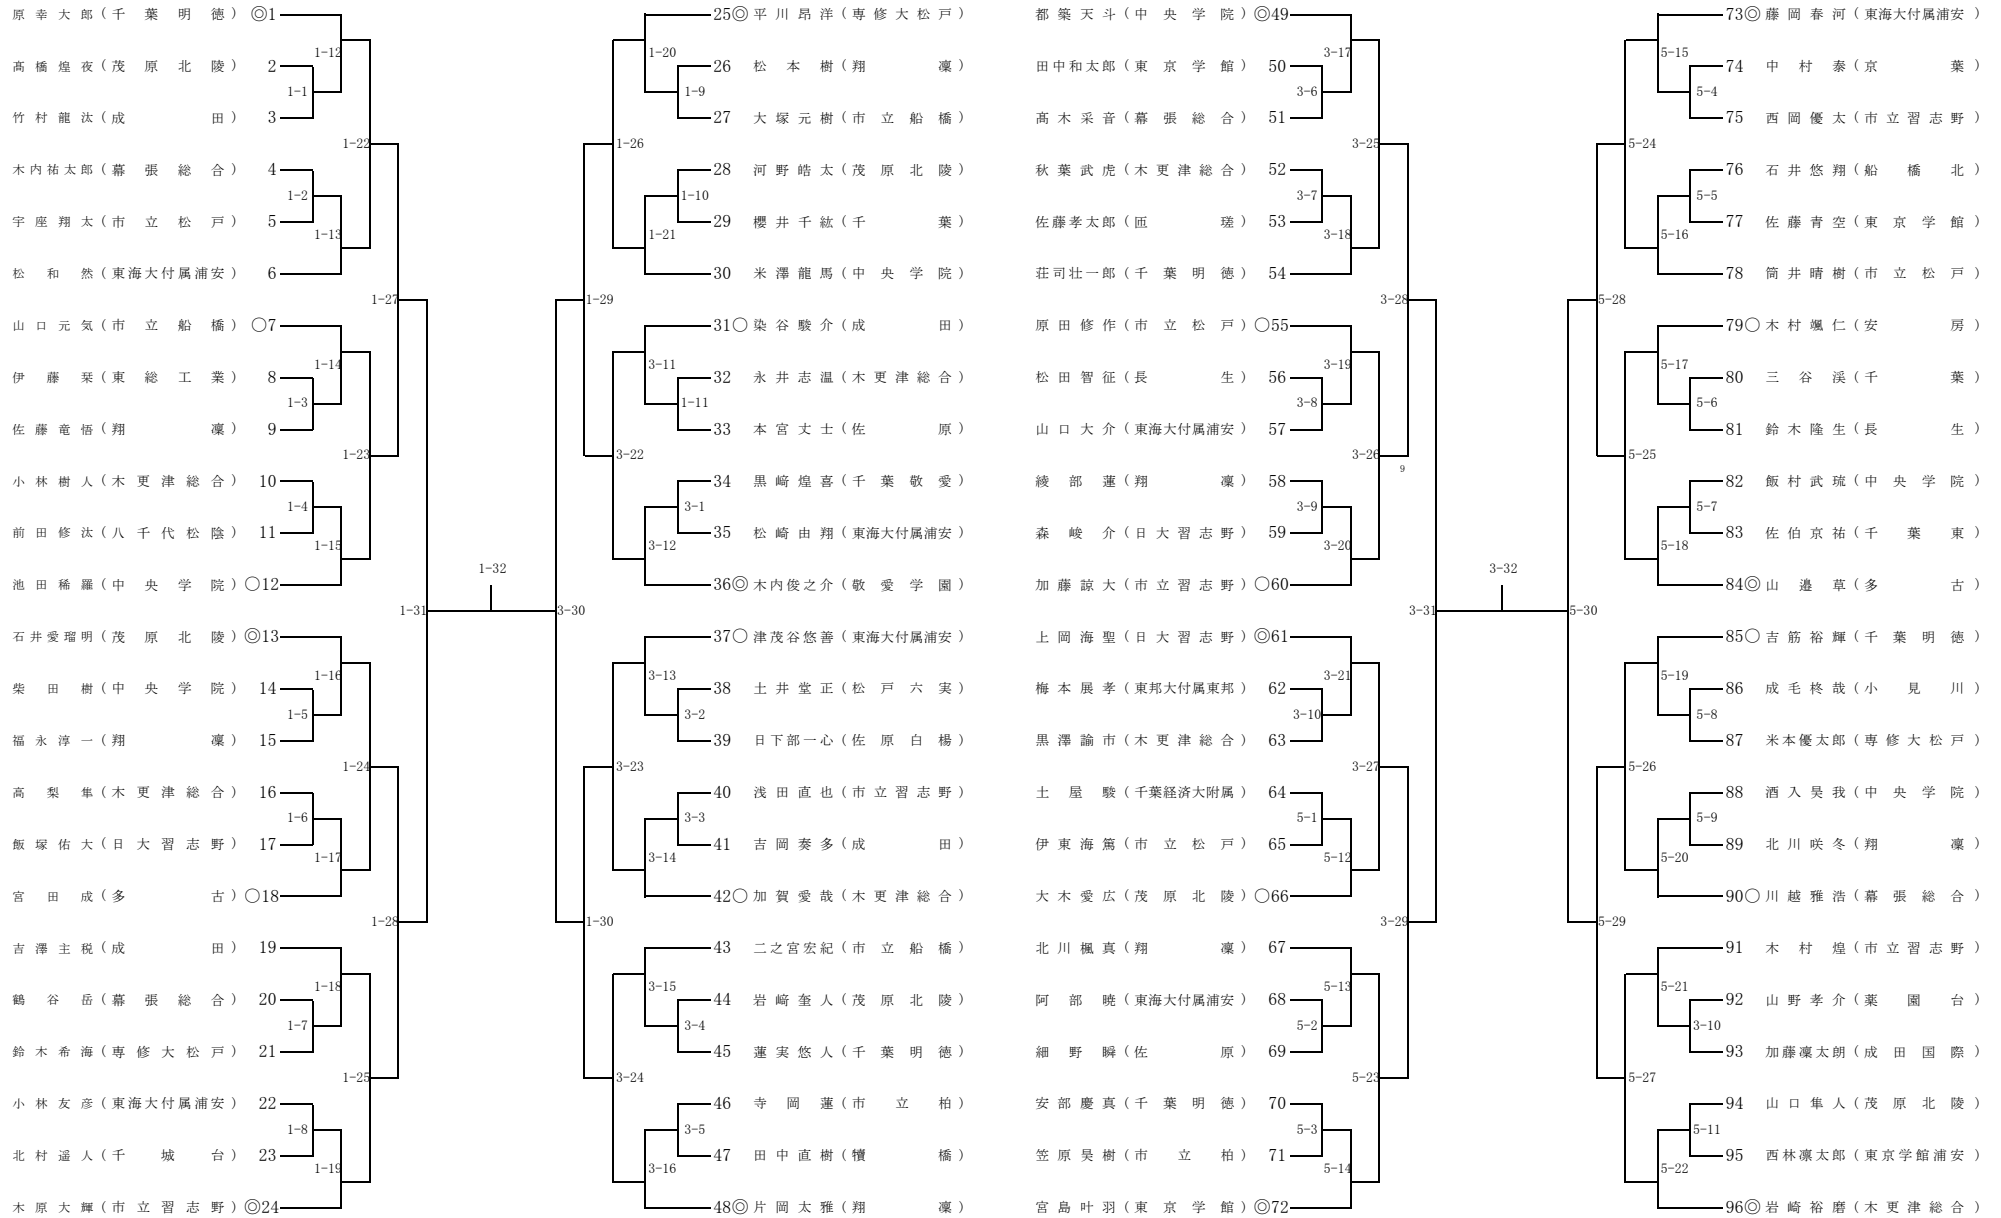 原幸大郎（千葉明徳）◎1
髙橋煌夜（茂原北陵）2
竹村龍汰（成田）3
木内祐太郎（幕張総合）4
宇座翔太（市立松戸）5
松和然（東海大付属浦安）6
山口元気（市立船橋）○7
伊藤栞（東総工業）8
佐藤竜悟（翔凜）9
小林樹人（木更津総合）10
前田修汰（八千代松陰）11
池田稀羅（中央学院）○12
石井愛瑠明（茂原北陵）◎13
柴田樹（中央学院）14
福永淳一（翔凜）15
高梨隼（木更津総合）16
飯塚佑大（日大習志野）17
宮田成（多古）○18
吉澤主税（成田）19
鶴谷岳（幕張総合）20
鈴木希海（専修大松戸）21
小林友彦（東海大付属浦安）22
北村遥人（千城台）23
木原大輝（市立習志野）◎24
1-12
1-1
1-22
1-2
1-13
1-27
1-14
1-3
1-23
1-4
1-15
1-31
1-16
1-5
1-24
1-6
1-17
1-28
1-18
1-7
1-25
1-8
1-19
1-32
25◎平川昂洋（専修大松戸）
26 松本樹（翔凜）
27 大塚元樹（市立船橋）
28 河野皓太（茂原北陵）
29 櫻井千紘（千葉）
30 米澤龍馬（中央学院）
31○染谷駿介（成田）
32 永井志温（木更津総合）
33 本宮丈士（佐原）
34 黒﨑煌喜（千葉敬愛）
35 松崎由翔（東海大付属浦安）
36◎木内俊之介（敬愛学園）
37○津茂谷悠善（東海大付属浦安）
38 土井堂正（松戸六実）
39 日下部一心（佐原白楊）
40 浅田直也（市立習志野）
41 吉岡奏多（成田）
42○加賀愛哉（木更津総合）
43 二之宮宏紀（市立船橋）
44 岩﨑奎人（茂原北陵）
45 蓮実悠人（千葉明徳）
46 寺岡蓮（市立柏）
47 田中直樹（犢橋）
48◎片岡太雅（翔凜）
1-20
1-9
1-26
1-10
1-21
1-29
3-11
1-11
3-22
3-1
3-12
3-30
3-13
3-2
3-23
3-3
3-14
1-30
3-15
3-4
3-24
3-5
3-16
都築天斗（中央学院）◎49
田中和太郎（東京学館）50
髙木采音（幕張総合）51
秋葉武虎（木更津総合）52
佐藤孝太郎（匝瑳）53
荘司壮一郎（千葉明徳）54
原田修作（市立松戸）○55
松田智征（長生）56
山口大介（東海大付属浦安）57
綾部蓮（翔凜）58
森峻介（日大習志野）59
加藤諒大（市立習志野）○60
上岡海聖（日大習志野）◎61
梅本展孝（東邦大付属東邦）62
黒澤諭市（木更津総合）63
土屋駿（千葉経済大附属）64
伊東海篤（市立松戸）65
大木愛広（茂原北陵）○66
北川楓真（翔凜）67
阿部暁（東海大付属浦安）68
細野瞬（佐原）69
安部慶真（千葉明徳）70
笠原昊樹（市立柏）71
宮島叶羽（東京学館）◎72
3-17
3-6
3-25
3-7
3-18
3-28
3-19
3-8
3-26
9
3-9
3-20
3-31
3-21
3-10
3-27
5-1
5-12
3-29
5-13
5-2
5-23
5-3
5-14
3-32
73◎藤岡春河（東海大付属浦安）
74 中村泰（京葉）
75 西岡優太（市立習志野）
76 石井悠翔（船橋北）
77 佐藤青空（東京学館）
78 筒井晴樹（市立松戸）
79○木村颯仁（安房）
80 三谷渓（千葉）
81 鈴木隆生（長生）
82 飯村武琉（中央学院）
83 佐伯京祐（千葉東）
84◎山邉草（多古）
85○吉筋裕輝（千葉明徳）
86 成毛柊哉（小見川）
87 米本優太郎（専修大松戸）
88 酒入昊我（中央学院）
89 北川咲冬（翔凜）
90○川越雅浩（幕張総合）
91 木村煌（市立習志野）
92 山野孝介（薬園台）
93 加藤凜太朗（成田国際）
94 山口隼人（茂原北陵）
95 西林凛太郎（東京学館浦安）
96◎岩崎裕磨（木更津総合）
5-15
5-4
5-24
5-5
5-16
5-28
5-17
5-6
5-25
5-7
5-18
5-30
5-19
5-8
5-26
5-9
5-20
5-29
5-21
3-10
5-27
5-11
5-22